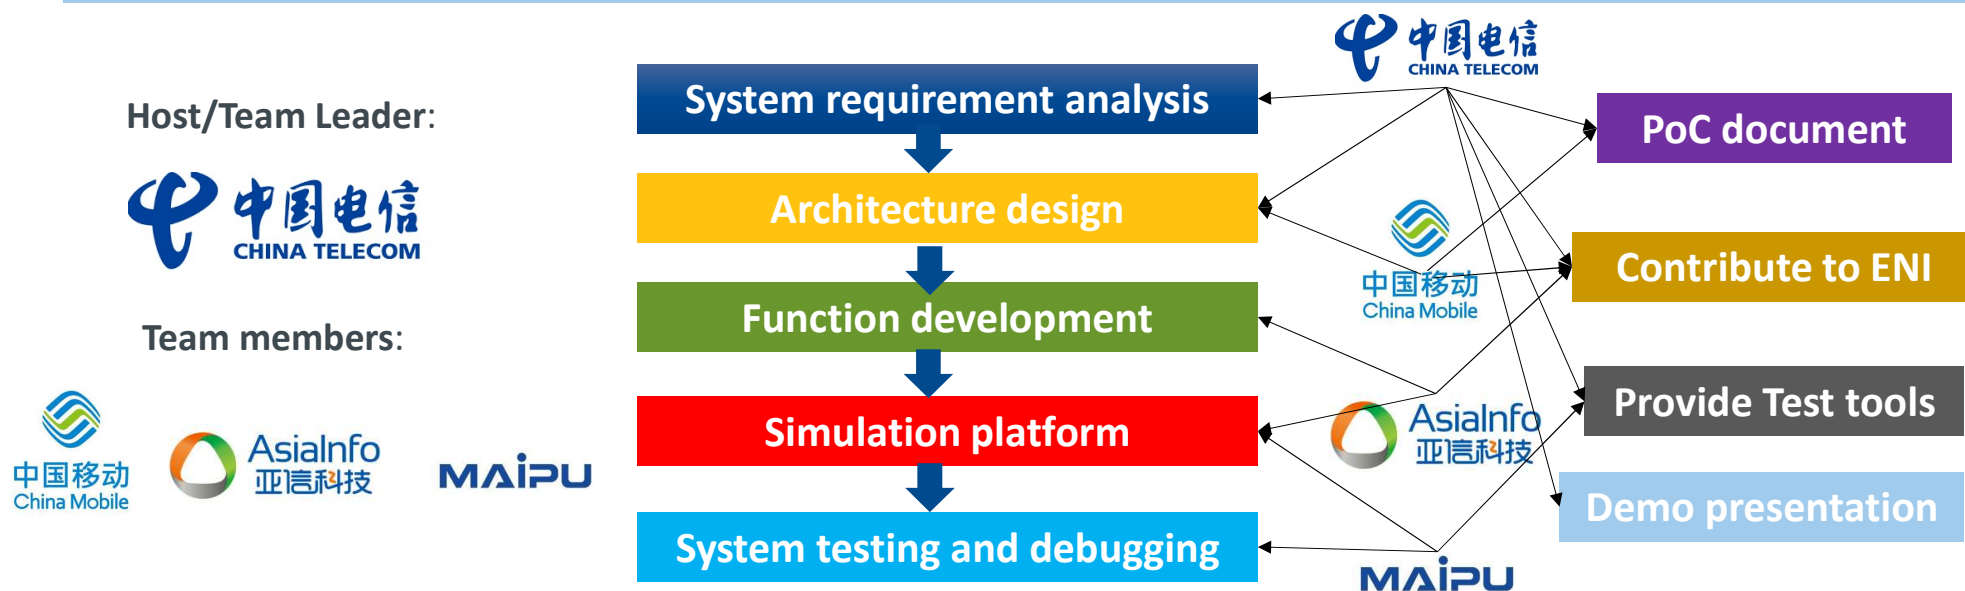 Host/Team Leader:
中国电信
CHINA TELECOM
Team members:
中国移动
China Mobile
AsiaInfo
亚信科技
MAiPU
System requirement analysis
Architecture design
Function development
Simulation platform
System testing and debugging
中国电信
CHINA TELECOM
中国移动
China Mobile
AsiaInfo
亚信科技
MAiPU
PoC document
Contribute to ENI
Provide Test tools
Demo presentation